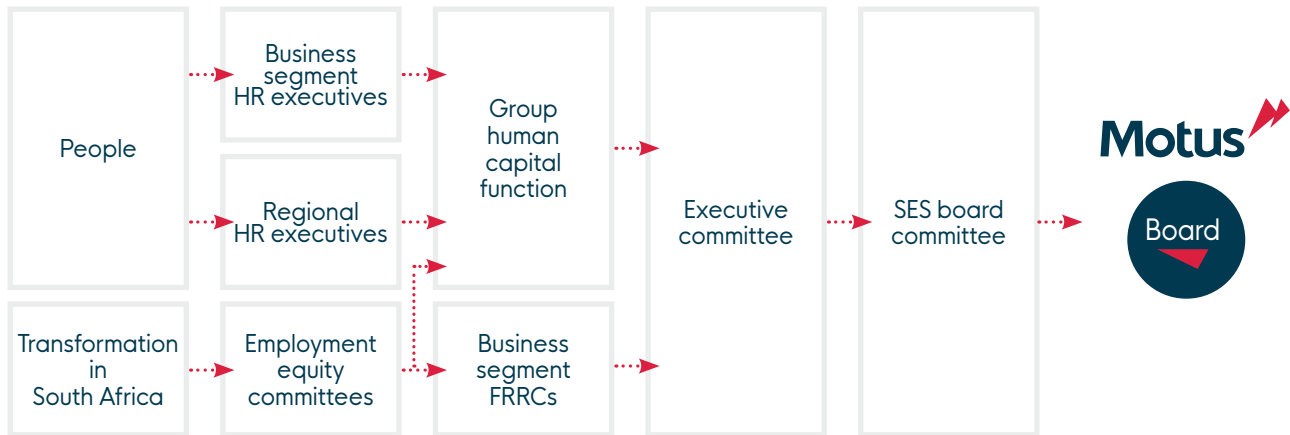 People
Business
segment
HR executives
Regional
HR executives
Group
human
capital
function
Transformation
in
South Africa
Employment
equity
committees
Business
segment
FRRCs
Executive
committee
SES board
committee
Motus
Board